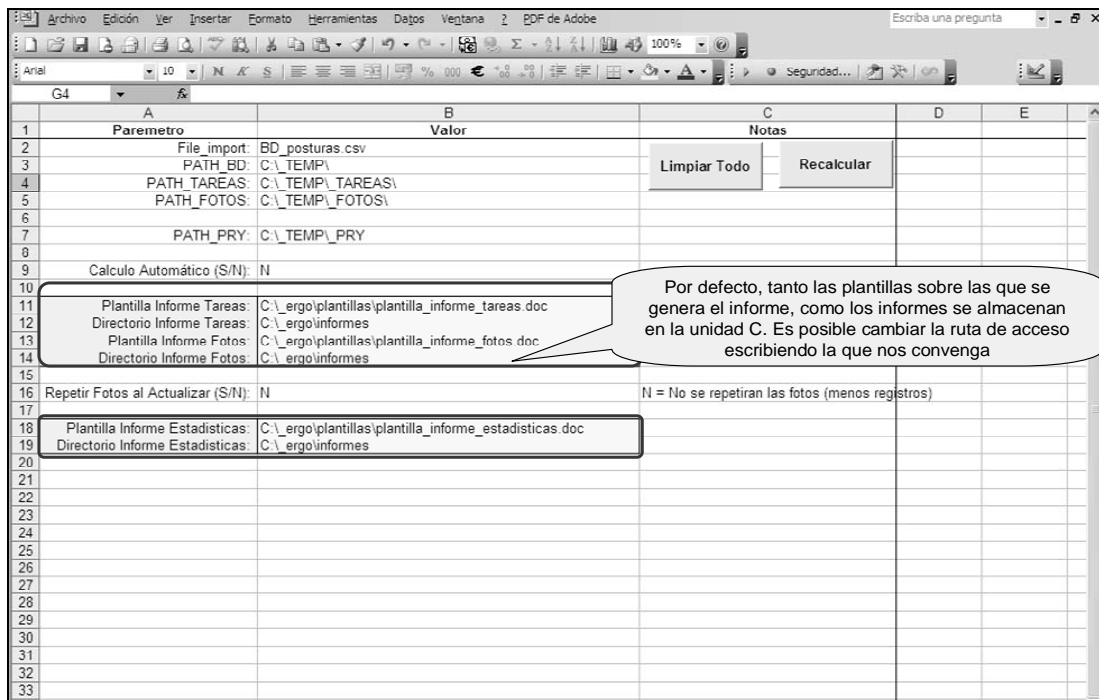 Archivo Edición Ver Insertar Formato Herramientas Datos Ventana ? PDF de Adobe Escriba una pregunta
100%
Arial 10 N K S % 000 € Seguridad...
G4 fx
A B C D E
1 Paremetro Valor Notas
2 File_import: BD_posturas.csv
3 PATH_BD: C:\_TEMP\
Limpiar Todo Recalcular
4 PATH_TAREAS: C:\_TEMP\_TAREAS\
5 PATH_FOTOS: C:\_TEMP\_FOTOS\
6
7 PATH_PRY: C:\_TEMP\_PRY
8
9 Calculo Automático (S/N): N
10
11 Plantilla Informe Tareas: C:\_ergo\plantillas\plantilla_informe_tareas.doc
12 Directorio Informe Tareas: C:\_ergo\informes
13 Plantilla Informe Fotos: C:\_ergo\plantillas\plantilla_informe_fotos.doc
14 Directorio Informe Fotos: C:\_ergo\informes
Por defecto, tanto las plantillas sobre las que se
genera el informe, como los informes se almacenan
en la unidad C. Es posible cambiar la ruta de acceso
escribiendo la que nos convenga
15
16 Repetir Fotos al Actualizar (S/N): N N = No se repetiran las fotos (menos registros)
17
18 Plantilla Informe Estadisticas: C:\_ergo\plantillas\plantilla_informe_estadisticas.doc
19 Directorio Informe Estadisticas: C:\_ergo\informes
20
21
22
23
24
25
26
27
28
29
30
31
32
33